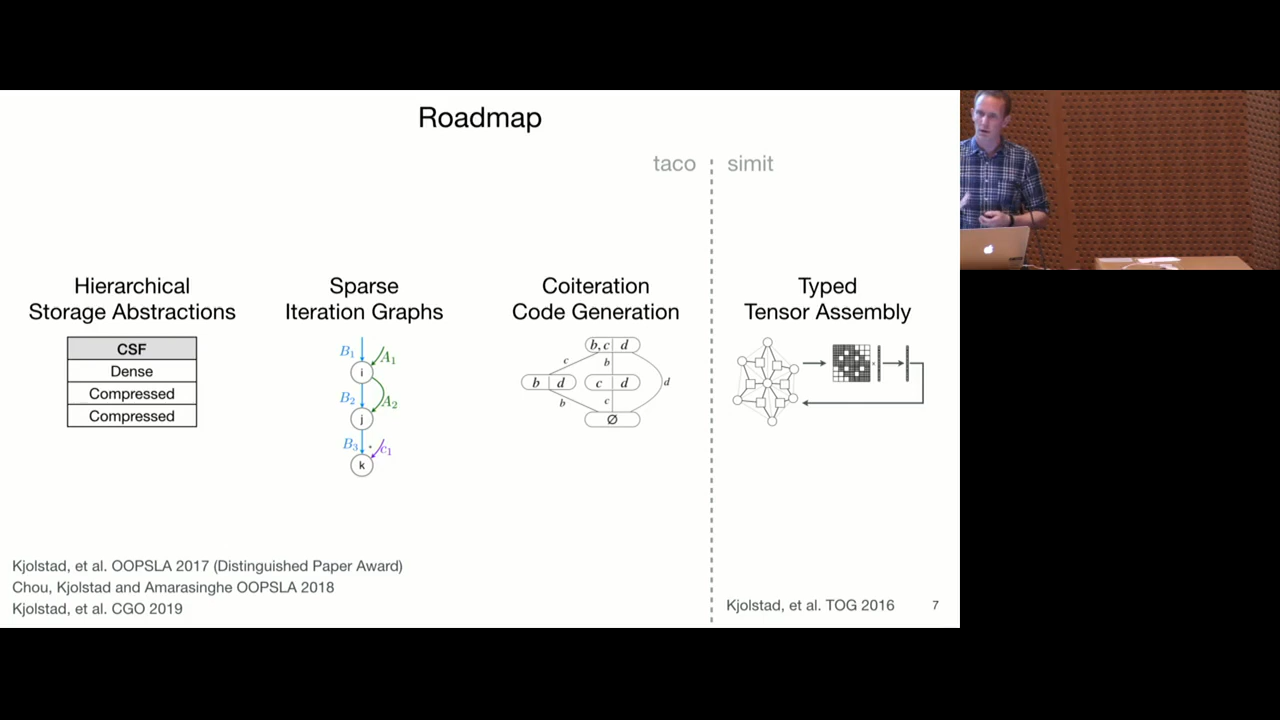 Roadmap
taco
simit
Hierarchical
Storage Abstractions
CSF
Dense
Compressed
Compressed
Sparse
Iteration Graphs
B1
A1
i
B2
A2
j
B3
c1
k
Coiteration
Code Generation
b, c d
c
b
b d
c d
d
b
c
∅
Typed
Tensor Assembly
×
Kjolstad, et al. OOPSLA 2017 (Distinguished Paper Award)
Chou, Kjolstad and Amarasinghe OOPSLA 2018
Kjolstad, et al. CGO 2019
Kjolstad, et al. TOG 2016
7